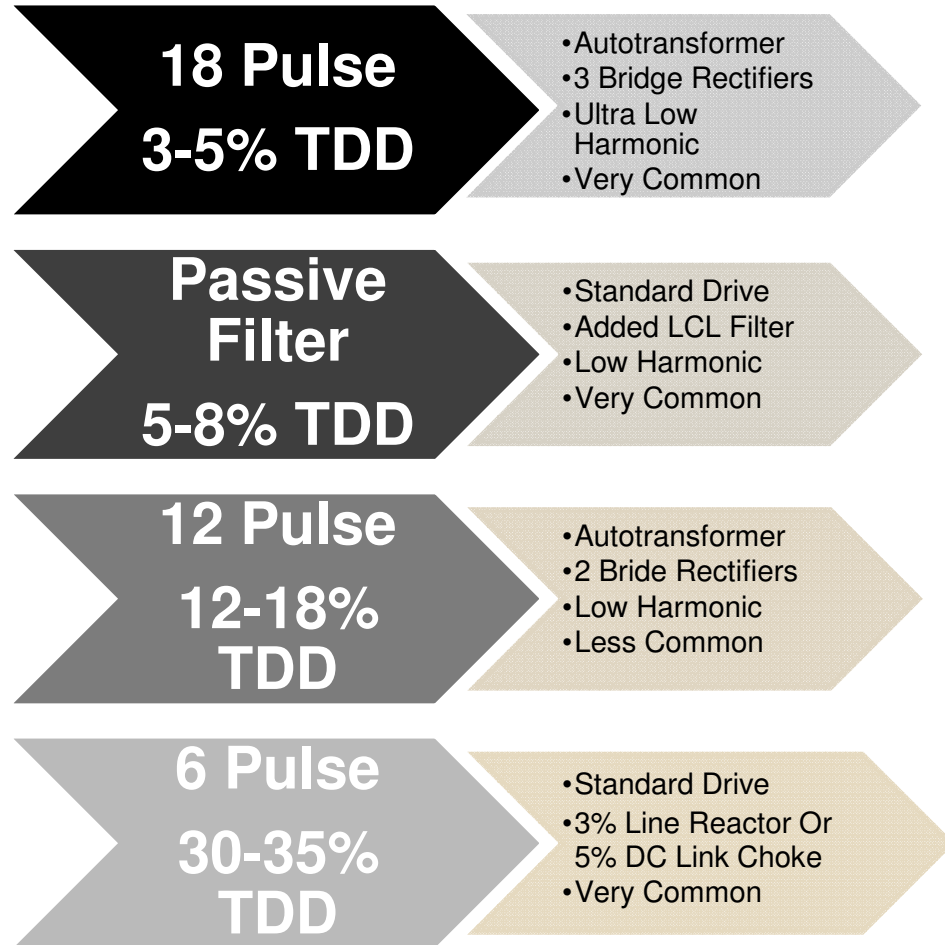 18 Pulse
3-5% TDD
•Autotransformer
•3 Bridge Rectifiers
•Ultra Low
Harmonic
•Very Common
Passive
Filter
5-8% TDD
•Standard Drive
•Added LCL Filter
•Low Harmonic
•Very Common
12 Pulse
12-18%
TDD
•Autotransformer
•2 Bride Rectifiers
•Low Harmonic
•Less Common
6 Pulse
30-35%
TDD
•Standard Drive
•3% Line Reactor Or
5% DC Link Choke
•Very Common